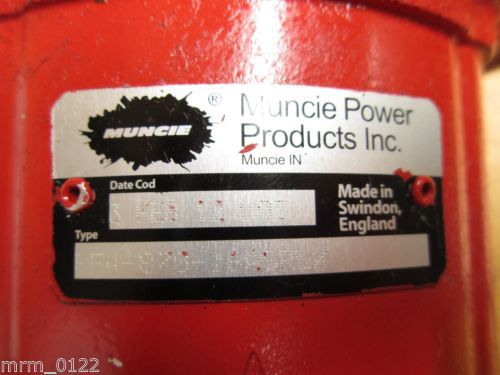 MUNCIE ®
Muncie Power
Products Inc.
Muncie IN
Date Cod
Made in
Swindon,
England
Type
mrm_0122